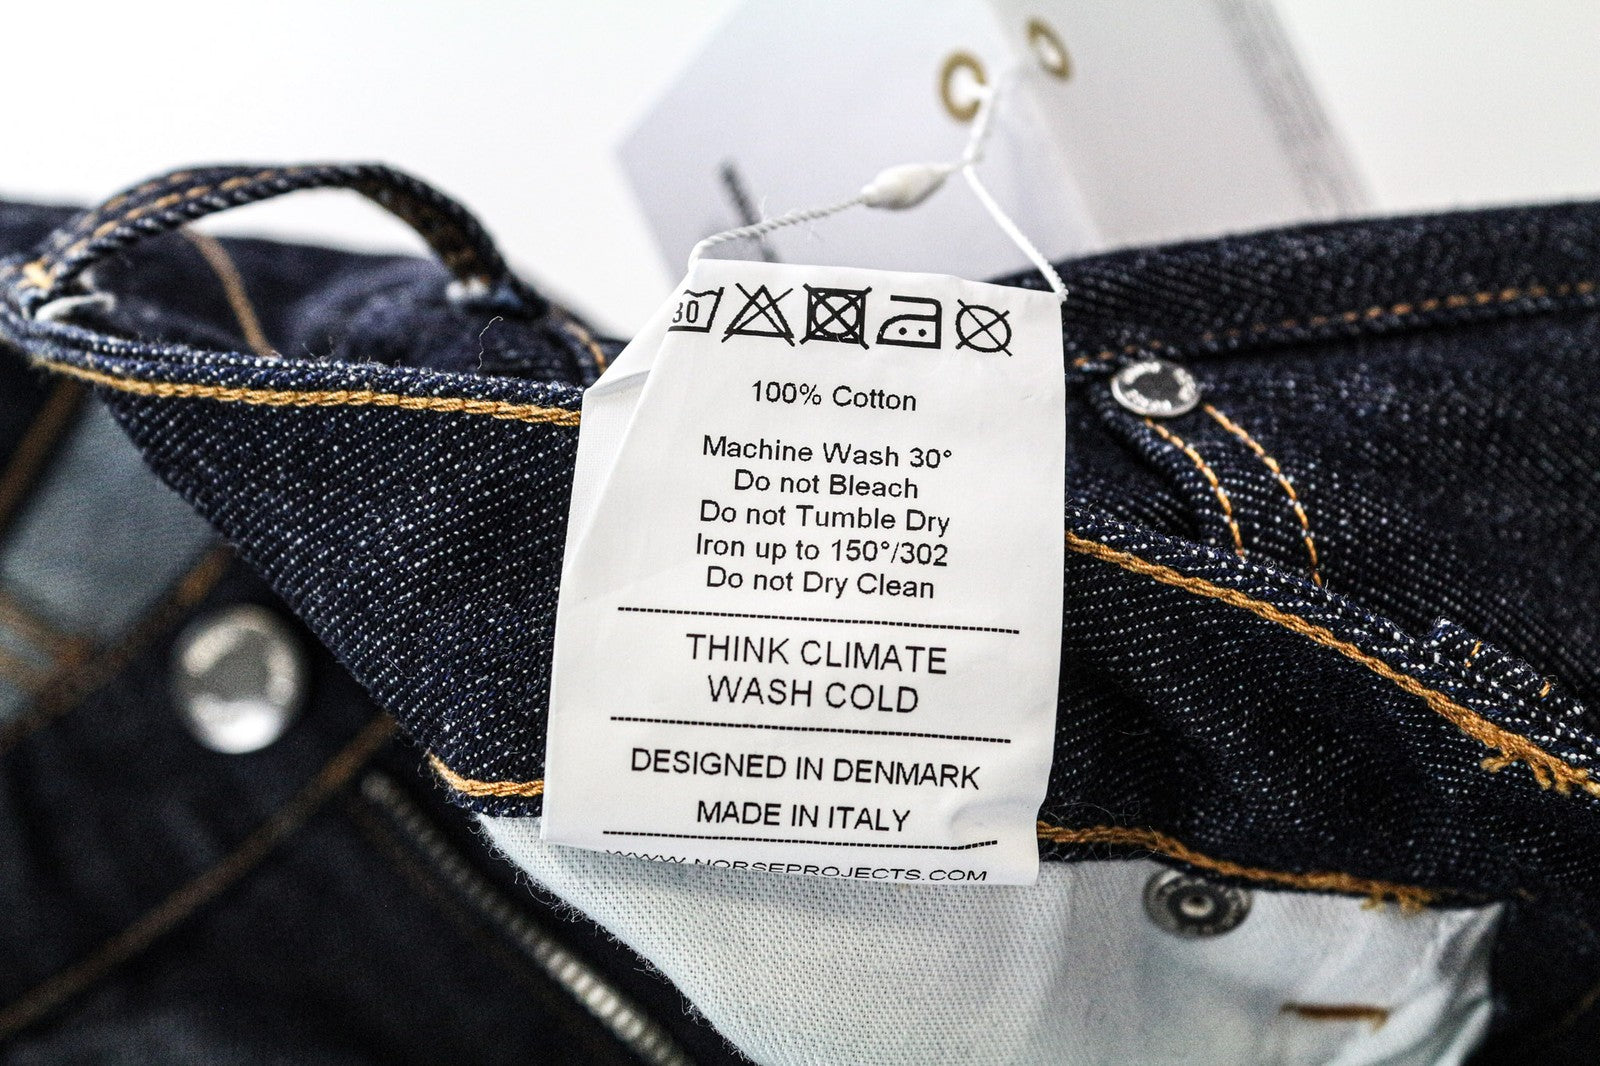 30
100% Cotton
Machine Wash 30°
Do not Bleach
Do not Tumble Dry
Iron up to 150°/302
Do not Dry Clean
THINK CLIMATE
WASH COLD
DESIGNED IN DENMARK
MADE IN ITALY
WWW.NORSEPROJECTS.COM